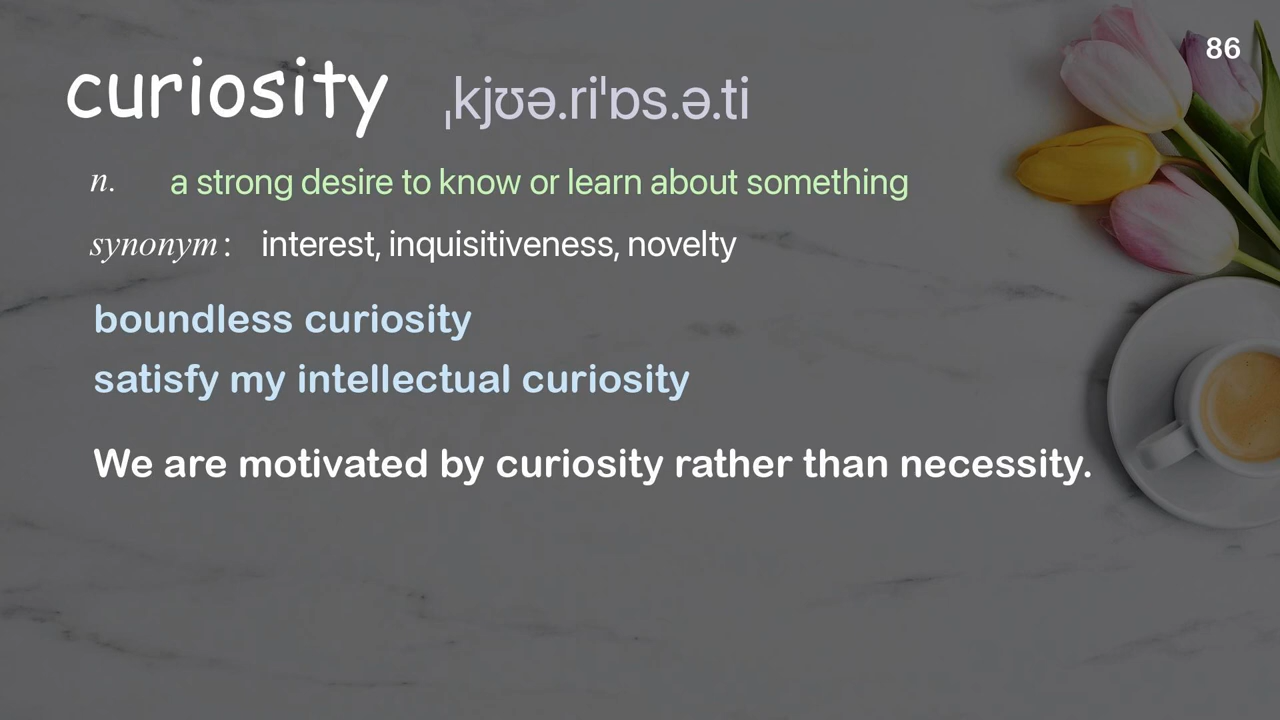 86
curiosity ˌkjʊə.riˈɒs.ə.ti
n. a strong desire to know or learn about something
synonym: interest, inquisitiveness, novelty
boundless curiosity
satisfy my intellectual curiosity
We are motivated by curiosity rather than necessity.